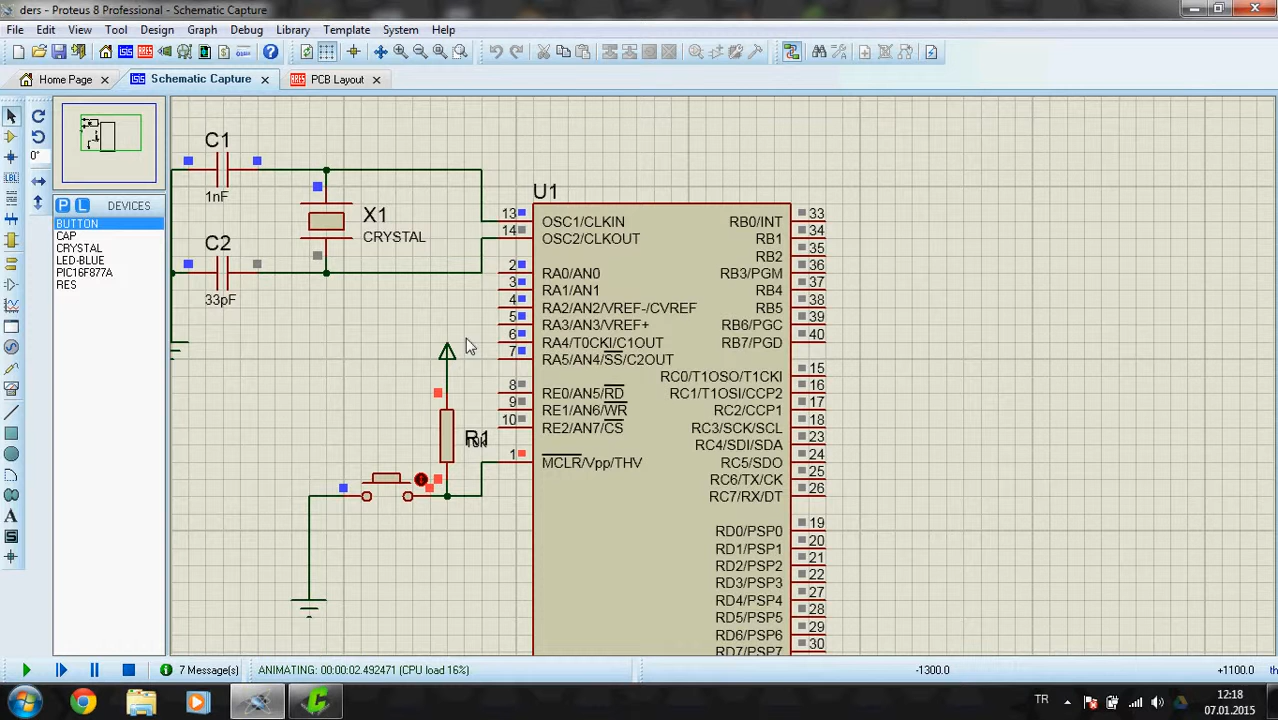 ders - Proteus 8 Professional - Schematic Capture
File Edit View Tool Design Graph Debug Library Template System Help
Home Page
Schematic Capture
PCB Layout
0°
P L DEVICES
BUTTON
CAP
CRYSTAL
LED-BLUE
PIC16F877A
RES
C1
1nF
C2
33pF
X1
CRYSTAL
R1
10k
U1
13 OSC1/CLKIN RB0/INT 33
14 OSC2/CLKOUT RB1 34
RB2 35
2 RA0/AN0 RB3/PGM 36
3 RA1/AN1 RB4 37
4 RA2/AN2/VREF-/CVREF RB5 38
5 RA3/AN3/VREF+ RB6/PGC 39
6 RA4/T0CKI/C1OUT RB7/PGD 40
7 RA5/AN4/SS/C2OUT
RC0/T1OSO/T1CKI 15
8 RE0/AN5/RD RC1/T1OSI/CCP2 16
9 RE1/AN6/WR RC2/CCP1 17
10 RE2/AN7/CS RC3/SCK/SCL 18
RC4/SDI/SDA 23
1 MCLR/Vpp/THV RC5/SDO 24
RC6/TX/CK 25
RC7/RX/DT 26
RD0/PSP0 19
RD1/PSP1 20
RD2/PSP2 21
RD3/PSP3 22
RD4/PSP4 27
RD5/PSP5 28
RD6/PSP6 29
RD7/PSP7 30
7 Message(s)
ANIMATING: 00:00:02.492471 (CPU load 16%)
-1300.0
+1100.0
th
TR
12:18
07.01.2015